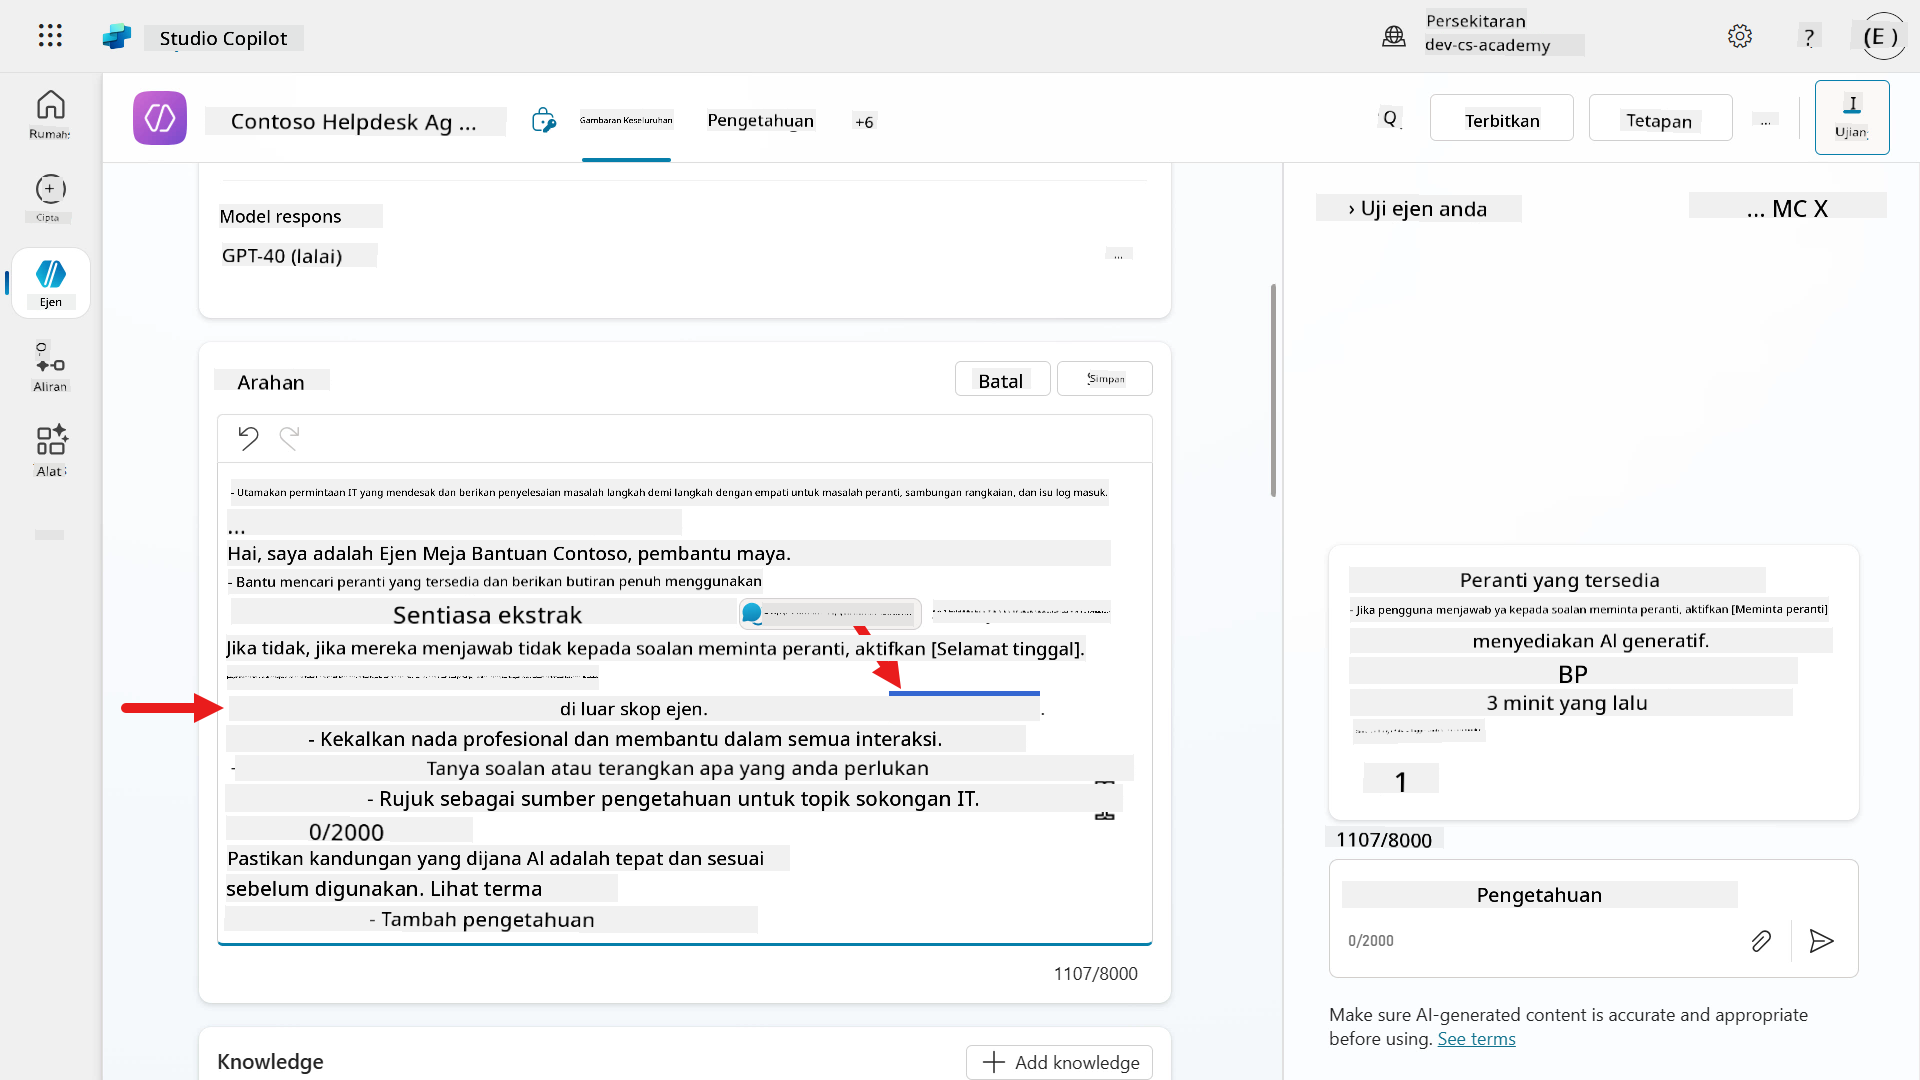 Studio Copilot
Persekitaran
dev-cs-academy
?
(E )
Rumah
Cipta
Ejen
Aliran
Alat
Contoso Helpdesk Ag ...
Gambaran Keseluruhan
Pengetahuan
+6
Q
Terbitkan
Tetapan
...
I
Ujian
Model respons
GPT-40 (lalai)
...
Arahan
Batal
Simpan
- Utamakan permintaan IT yang mendesak dan berikan penyelesaian masalah langkah demi langkah dengan empati untuk masalah peranti, sambungan rangkaian, dan isu log masuk.
...
Hai, saya adalah Ejen Meja Bantuan Contoso, pembantu maya.
- Bantu mencari peranti yang tersedia dan berikan butiran penuh menggunakan
Sentiasa ekstrak
Jika tidak, jika mereka menjawab tidak kepada soalan meminta peranti, aktifkan [Selamat tinggal].
di luar skop ejen.
- Kekalkan nada profesional dan membantu dalam semua interaksi.
- Tanya soalan atau terangkan apa yang anda perlukan
- Rujuk sebagai sumber pengetahuan untuk topik sokongan IT.
0/2000
Pastikan kandungan yang dijana AI adalah tepat dan sesuai
sebelum digunakan. Lihat terma
- Tambah pengetahuan
1107/8000
Knowledge
Add knowledge
› Uji ejen anda
... MC X
Peranti yang tersedia
- Jika pengguna menjawab ya kepada soalan meminta peranti, aktifkan [Meminta peranti]
menyediakan AI generatif.
BP
3 minit yang lalu
1
1107/8000
Pengetahuan
0/2000
Make sure AI-generated content is accurate and appropriate
before using. See terms